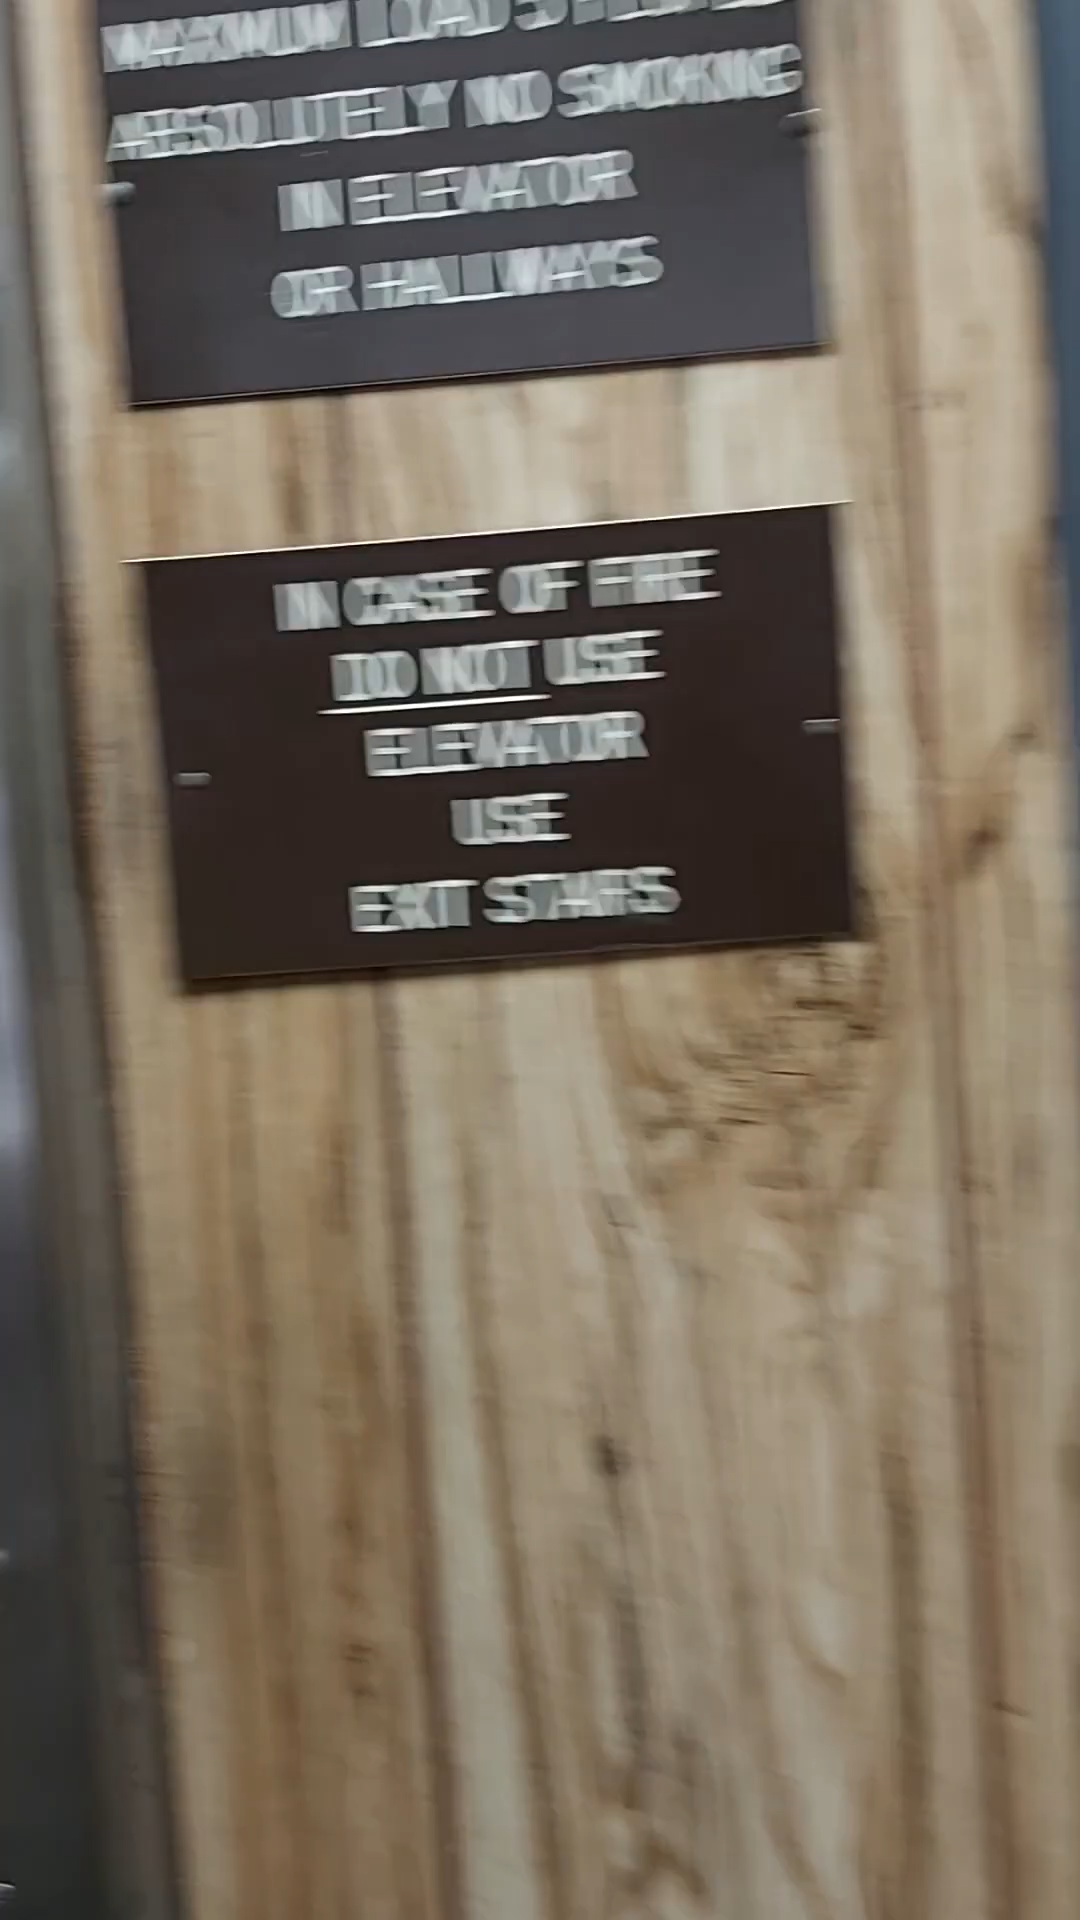 MAXIMUM LOAD 5
ABSOLUTELY NO SMOKING
IN ELEVATOR
OR HALLWAYS
IN CASE OF FIRE
DO NOT USE
ELEVATOR
USE
EXIT STAIRS